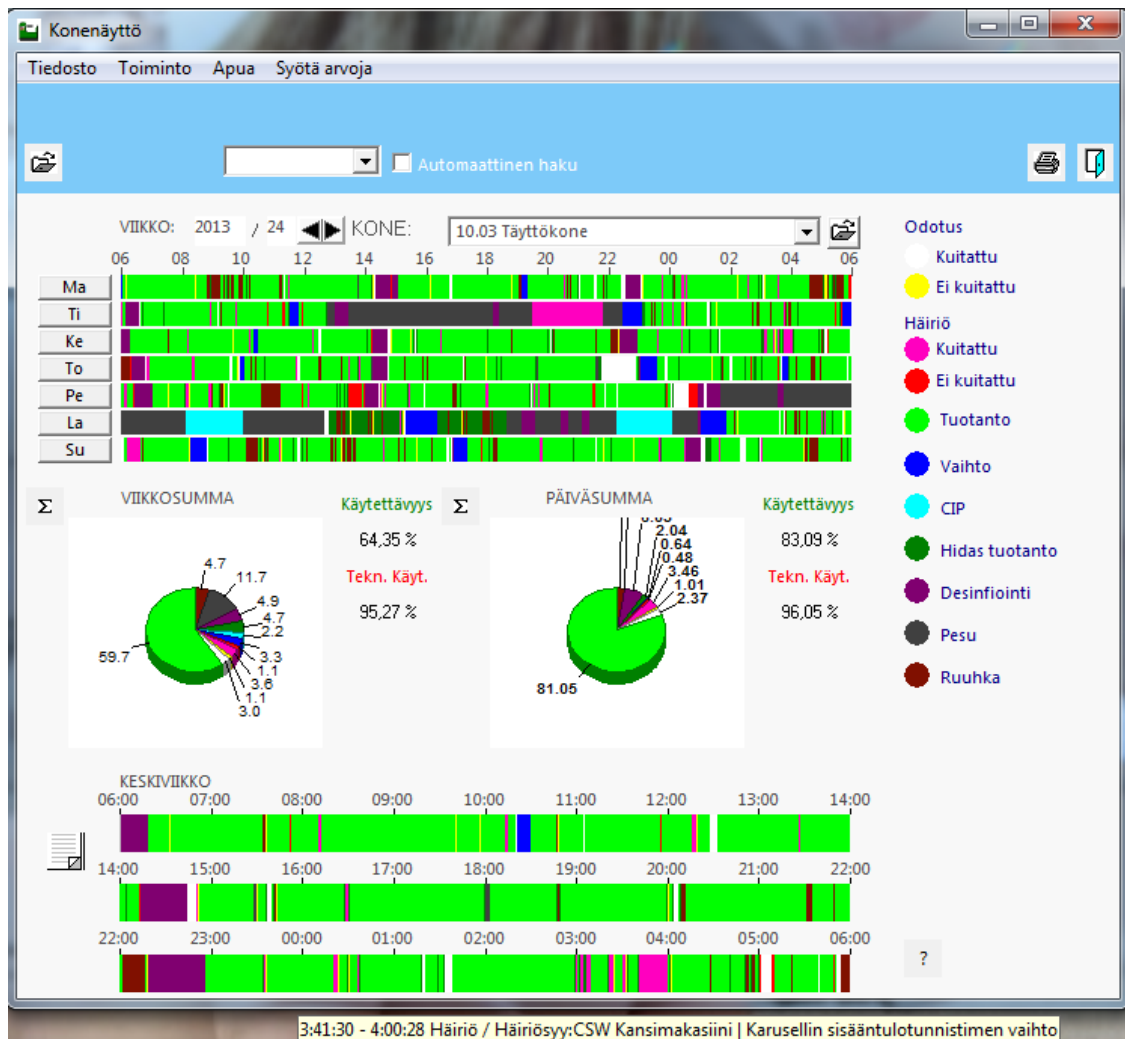 Konenäyttö
Tiedosto Toiminto Apua Syötä arvoja
Automaattinen haku
VIIKKO: 2013 / 24 KONE: 10.03 Täyttökone
06 08 10 12 14 16 18 20 22 00 02 04 06
Ma
Ti
Ke
To
Pe
La
Su
Odotus
Kuitattu
Ei kuitattu
Häiriö
Kuitattu
Ei kuitattu
Tuotanto
Vaihto
CIP
Hidas tuotanto
Desinfiointi
Pesu
Ruuhka
Σ VIIKKOSUMMA
Käytettävyys
64,35 %
Tekn. Käyt.
95,27 %
4.7
11.7
4.9
4.7
2.2
3.3
1.1
3.6
1.1
3.0
59.7
Σ PÄIVÄSUMMA
Käytettävyys
83,09 %
Tekn. Käyt.
96,05 %
2.04
0.64
0.48
3.46
1.01
2.37
81.05
KESKIVIIKKO
06:00 07:00 08:00 09:00 10:00 11:00 12:00 13:00 14:00
14:00 15:00 16:00 17:00 18:00 19:00 20:00 21:00 22:00
22:00 23:00 00:00 01:00 02:00 03:00 04:00 05:00 06:00
?
3:41:30 - 4:00:28 Häiriö / Häiriösyy:CSW Kansimakasiini | Karusellin sisääntulotunnistimen vaihto